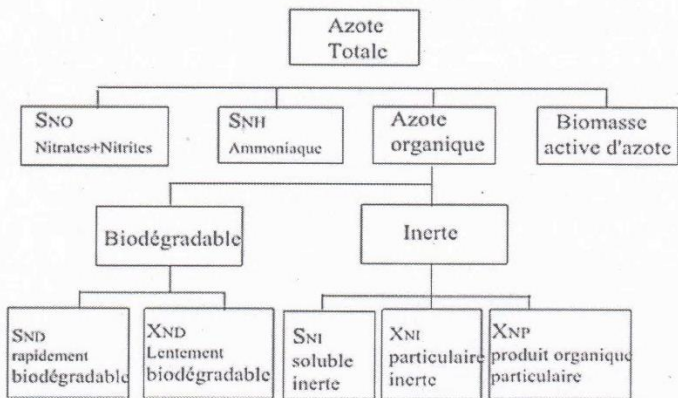 Azote
Totale
SNO
Nitrates+Nitrites
SNH
Ammoniaque
Azote
organique
Biomasse
active d'azote
Biodégradable
Inerte
SND
rapidement
biodégradable
XND
Lentement
biodégradable
SNI
soluble
inerte
XNI
particulaire
inerte
XNP
produit organique
particulaire